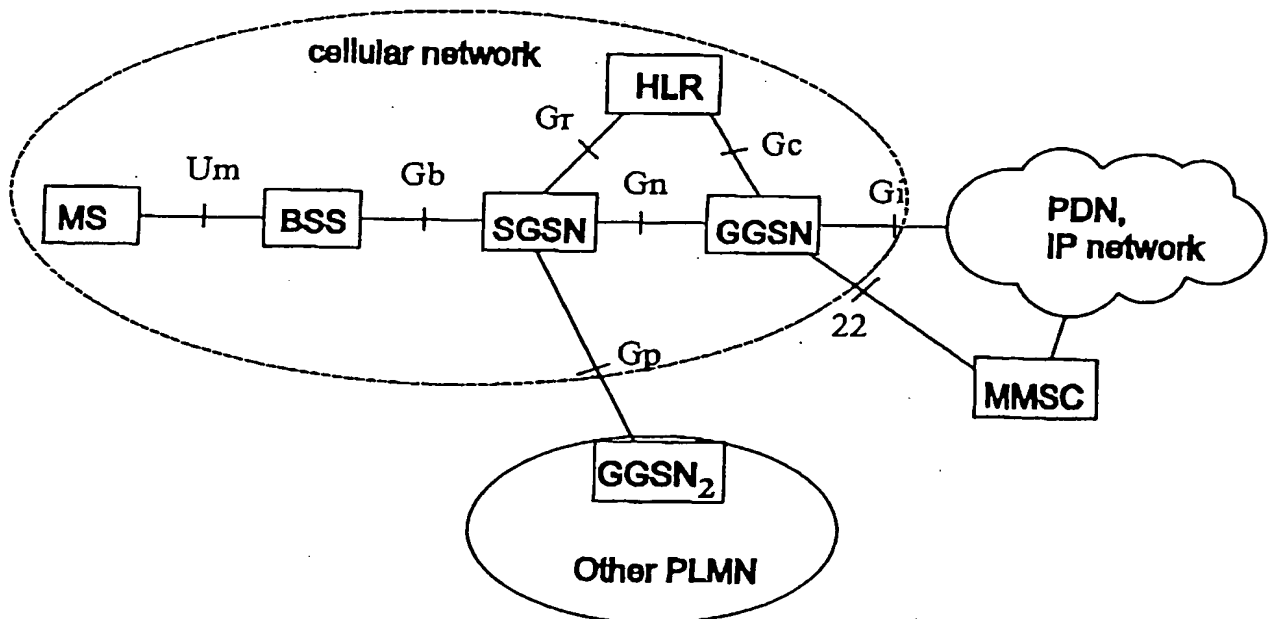 cellular network
HLR
Gr
Gc
Um
Gb
Gn
Gi
MS
BSS
SGSN
GGSN
PDN,
IP network
22
Gp
MMSC
GGSN₂
Other PLMN